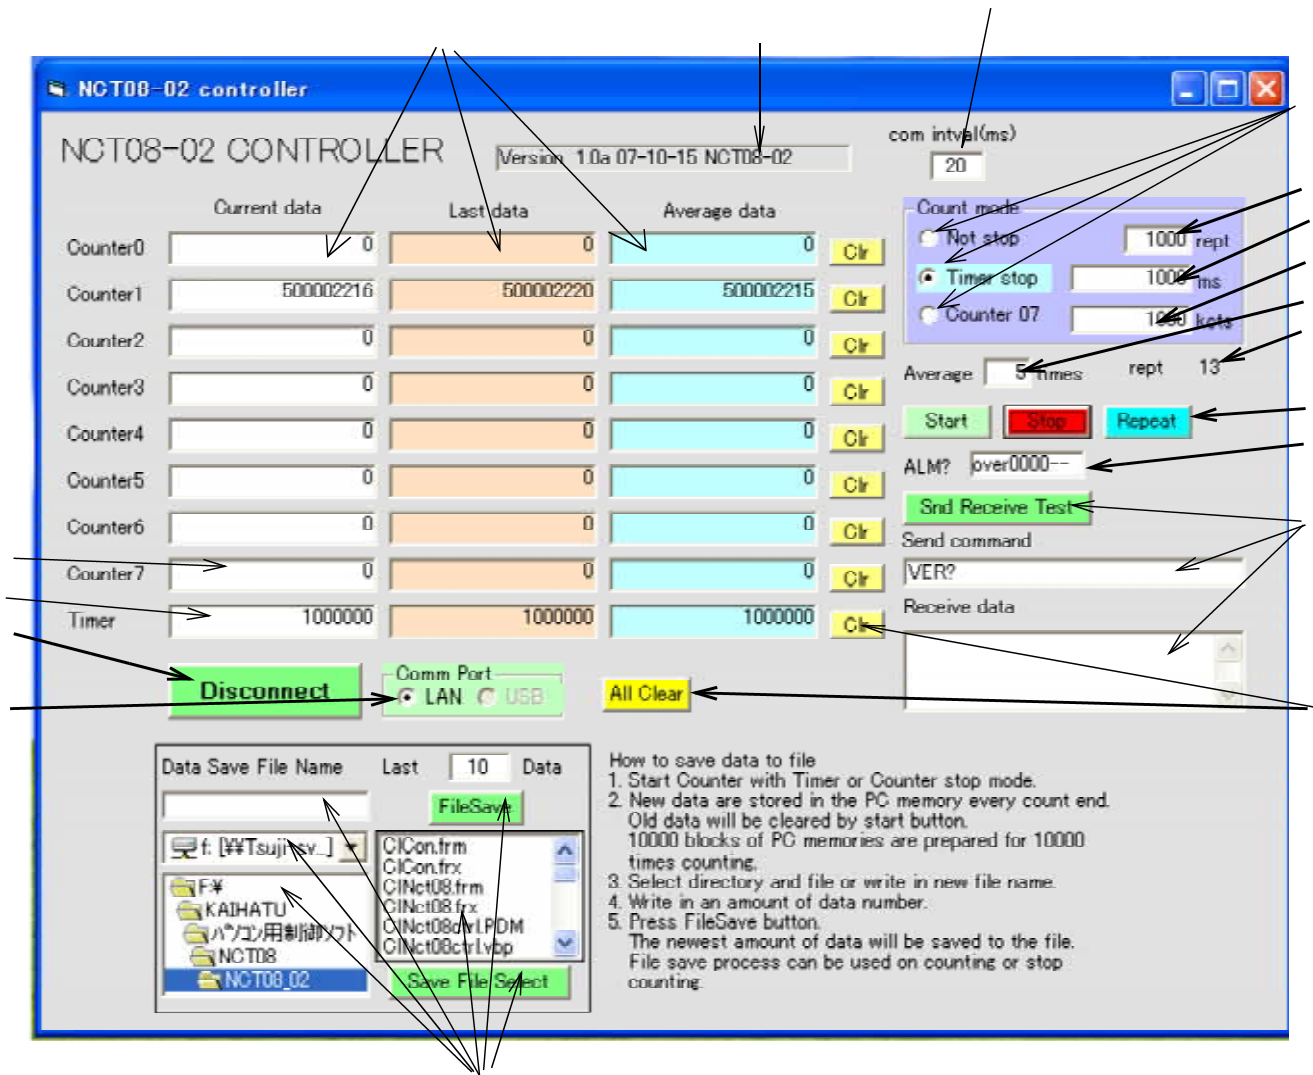 NCT08-02 controller
NCT08-02 CONTROLLER
Version 1.0a 07-10-15 NCT08-02
com intval(ms)
20
Current data Last data Average data
Counter0 0 0 0 Clr
Counter1 500002216 500002220 500002215 Clr
Counter2 0 0 0 Clr
Counter3 0 0 0 Clr
Counter4 0 0 0 Clr
Counter5 0 0 0 Clr
Counter6 0 0 0 Clr
Counter7 0 0 0 Clr
Timer 1000000 1000000 1000000 Clr
Count mode
Not stop 1000 rept
Timer stop 1000 ms
Counter 07 1000 kcts
Average 5 times rept 13
Start Stop Repeat
ALM? over0000--
Snd Receive Test
Send command
VER?
Receive data
Disconnect
Comm Port
LAN USB
All Clear
Data Save File Name Last 10 Data
FileSave
f: [¥¥Tsuji-sv...]
F:¥
KAIHATU
パソコン用制御ソフト
NCT08
NCT08_02
ClCon.frm
ClCon.frx
ClNct08.frm
ClNct08.frx
ClNct08ctrl.PDM
ClNct08ctrl.vbp
Save File Select
How to save data to file
1. Start Counter with Timer or Counter stop mode.
2. New data are stored in the PC memory every count end.
Old data will be cleared by start button.
10000 blocks of PC memories are prepared for 10000
times counting.
3. Select directory and file or write in new file name.
4. Write in an amount of data number.
5. Press FileSave button.
The newest amount of data will be saved to the file.
File save process can be used on counting or stop
counting.